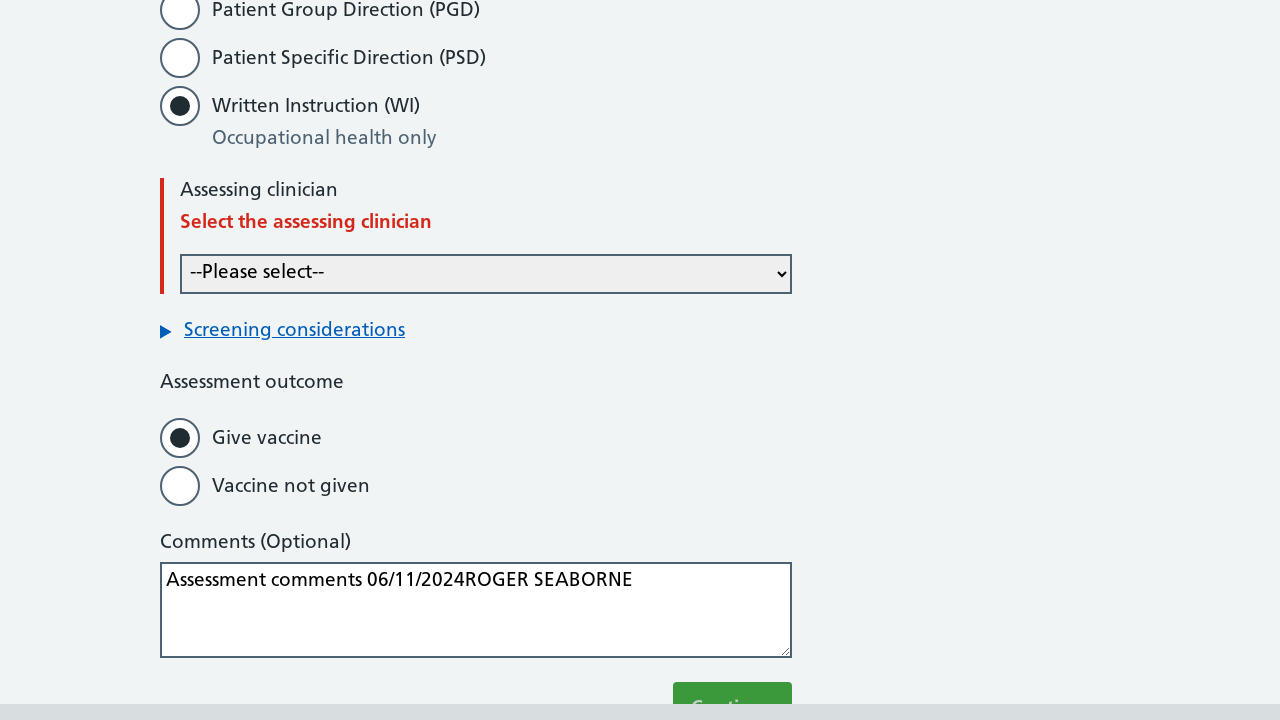 Patient Group Direction (PGD)
Patient Specific Direction (PSD)
Written Instruction (WI)
Occupational health only
Assessing clinician
Select the assessing clinician
--Please select--
Screening considerations
Assessment outcome
Give vaccine
Vaccine not given
Comments (Optional)
Assessment comments 06/11/2024ROGER SEABORNE